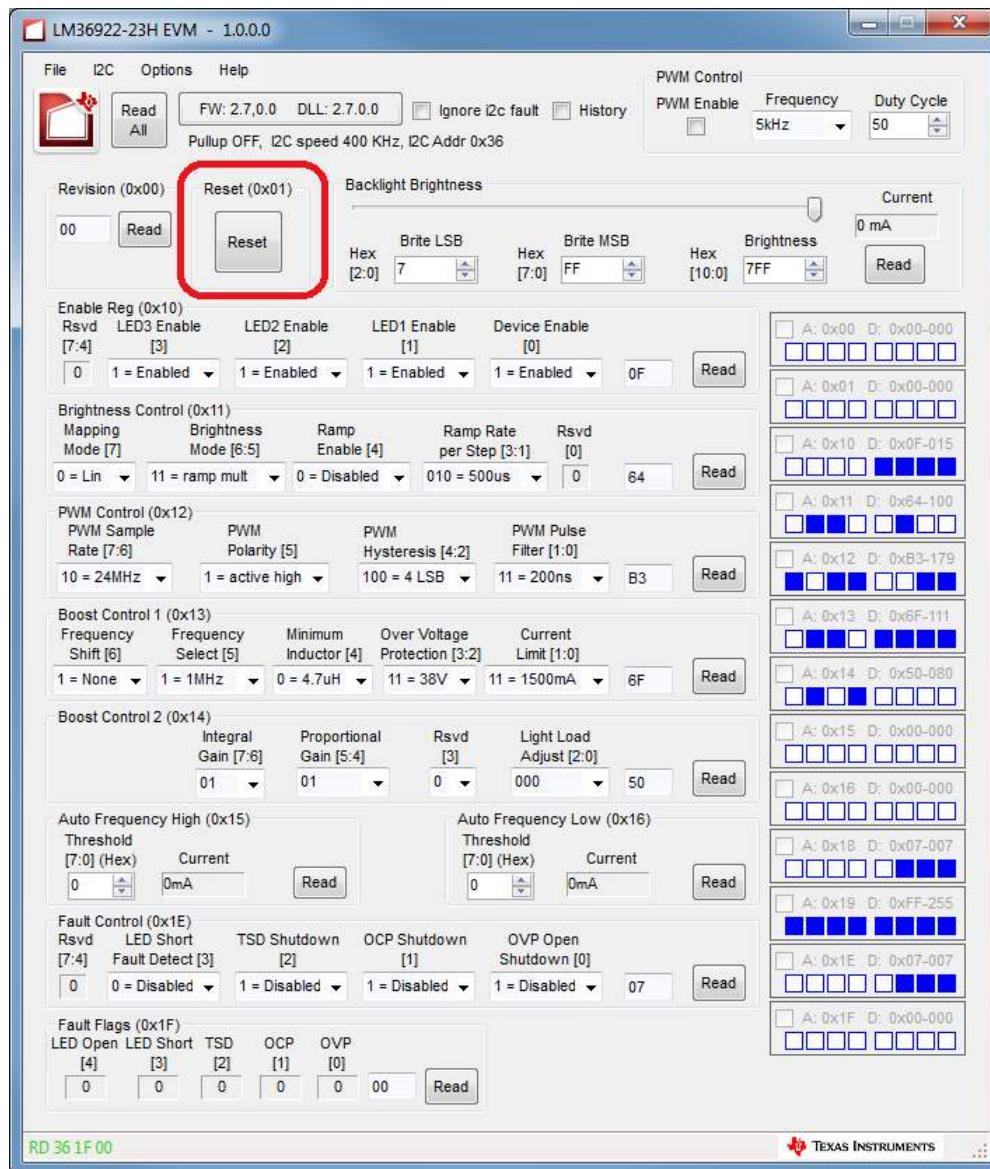 LM36922-23H EVM - 1.0.0.0
File I2C Options Help
Read All
FW: 2.7,0.0 DLL: 2.7.0.0
Ignore i2c fault
History
Pullup OFF, I2C speed 400 KHz, I2C Addr 0x36
PWM Control
PWM Enable Frequency Duty Cycle
5kHz 50
Revision (0x00)
00 Read
Reset (0x01)
Reset
Backlight Brightness
Current
0 mA
Read
Brite LSB Brite MSB Brightness
Hex Hex Hex
[2:0] 7 [7:0] FF [10:0] 7FF
Enable Reg (0x10)
Rsvd LED3 Enable LED2 Enable LED1 Enable Device Enable
[7:4] [3] [2] [1] [0]
0 1 = Enabled 1 = Enabled 1 = Enabled 1 = Enabled 0F Read
Brightness Control (0x11)
Mapping Brightness Ramp Ramp Rate Rsvd
Mode [7] Mode [6:5] Enable [4] per Step [3:1] [0]
0 = Lin 11 = ramp mult 0 = Disabled 010 = 500us 0 64 Read
PWM Control (0x12)
PWM Sample PWM PWM PWM Pulse
Rate [7:6] Polarity [5] Hysteresis [4:2] Filter [1:0]
10 = 24MHz 1 = active high 100 = 4 LSB 11 = 200ns B3 Read
Boost Control 1 (0x13)
Frequency Frequency Minimum Over Voltage Current
Shift [6] Select [5] Inductor [4] Protection [3:2] Limit [1:0]
1 = None 1 = 1MHz 0 = 4.7uH 11 = 38V 11 = 1500mA 6F Read
Boost Control 2 (0x14)
Integral Proportional Rsvd Light Load
Gain [7:6] Gain [5:4] [3] Adjust [2:0]
01 01 0 000 50 Read
Auto Frequency High (0x15)
Threshold
[7:0] (Hex) Current
0 0mA Read
Auto Frequency Low (0x16)
Threshold
[7:0] (Hex) Current
0 0mA Read
Fault Control (0x1E)
Rsvd LED Short TSD Shutdown OCP Shutdown OVP Open
[7:4] Fault Detect [3] [2] [1] Shutdown [0]
0 0 = Disabled 1 = Disabled 1 = Disabled 1 = Disabled 07 Read
Fault Flags (0x1F)
LED Open LED Short TSD OCP OVP
[4] [3] [2] [1] [0]
0 0 0 0 0 00 Read
A: 0x00 D: 0x00-000
A: 0x01 D: 0x00-000
A: 0x10 D: 0x0F-015
A: 0x11 D: 0x64-100
A: 0x12 D: 0xB3-179
A: 0x13 D: 0x6F-111
A: 0x14 D: 0x50-080
A: 0x15 D: 0x00-000
A: 0x16 D: 0x00-000
A: 0x18 D: 0x07-007
A: 0x19 D: 0xFF-255
A: 0x1E D: 0x07-007
A: 0x1F D: 0x00-000
RD 36 1F 00
TEXAS INSTRUMENTS